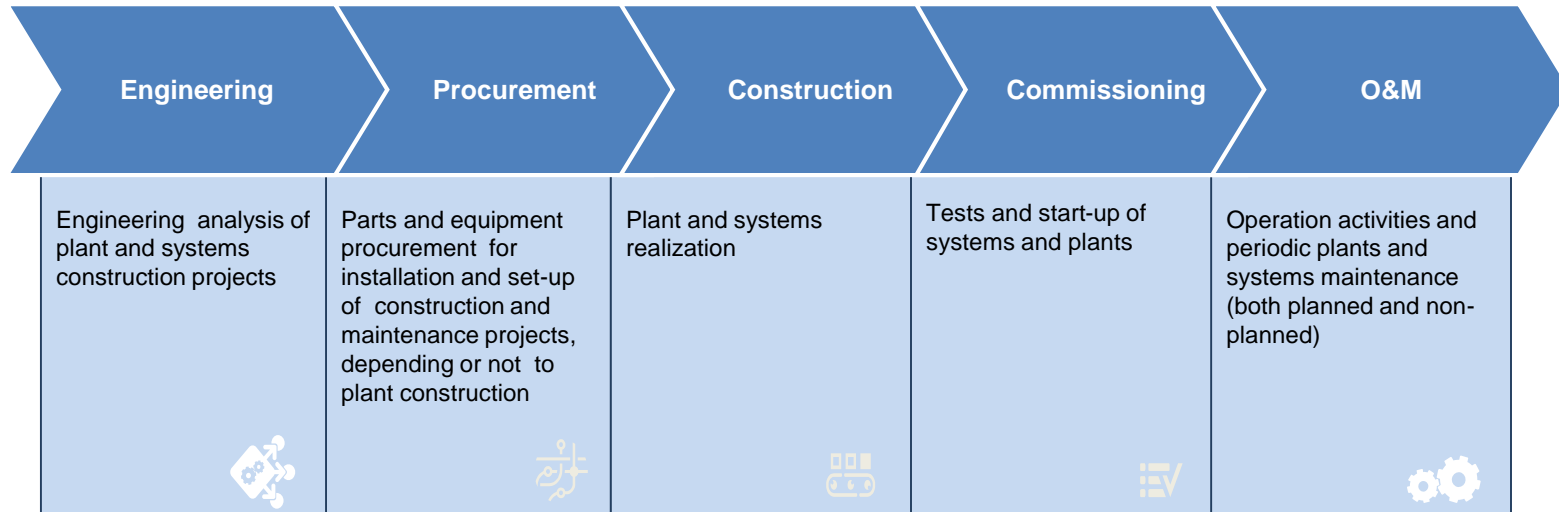 Engineering
Procurement
Construction
Commissioning
O&M
Engineering analysis of
plant and systems
construction projects
Parts and equipment
procurement for
installation and set-up
of construction and
maintenance projects,
depending or not to
plant construction
Plant and systems
realization
Tests and start-up of
systems and plants
Operation activities and
periodic plants and
systems maintenance
(both planned and non-
planned)